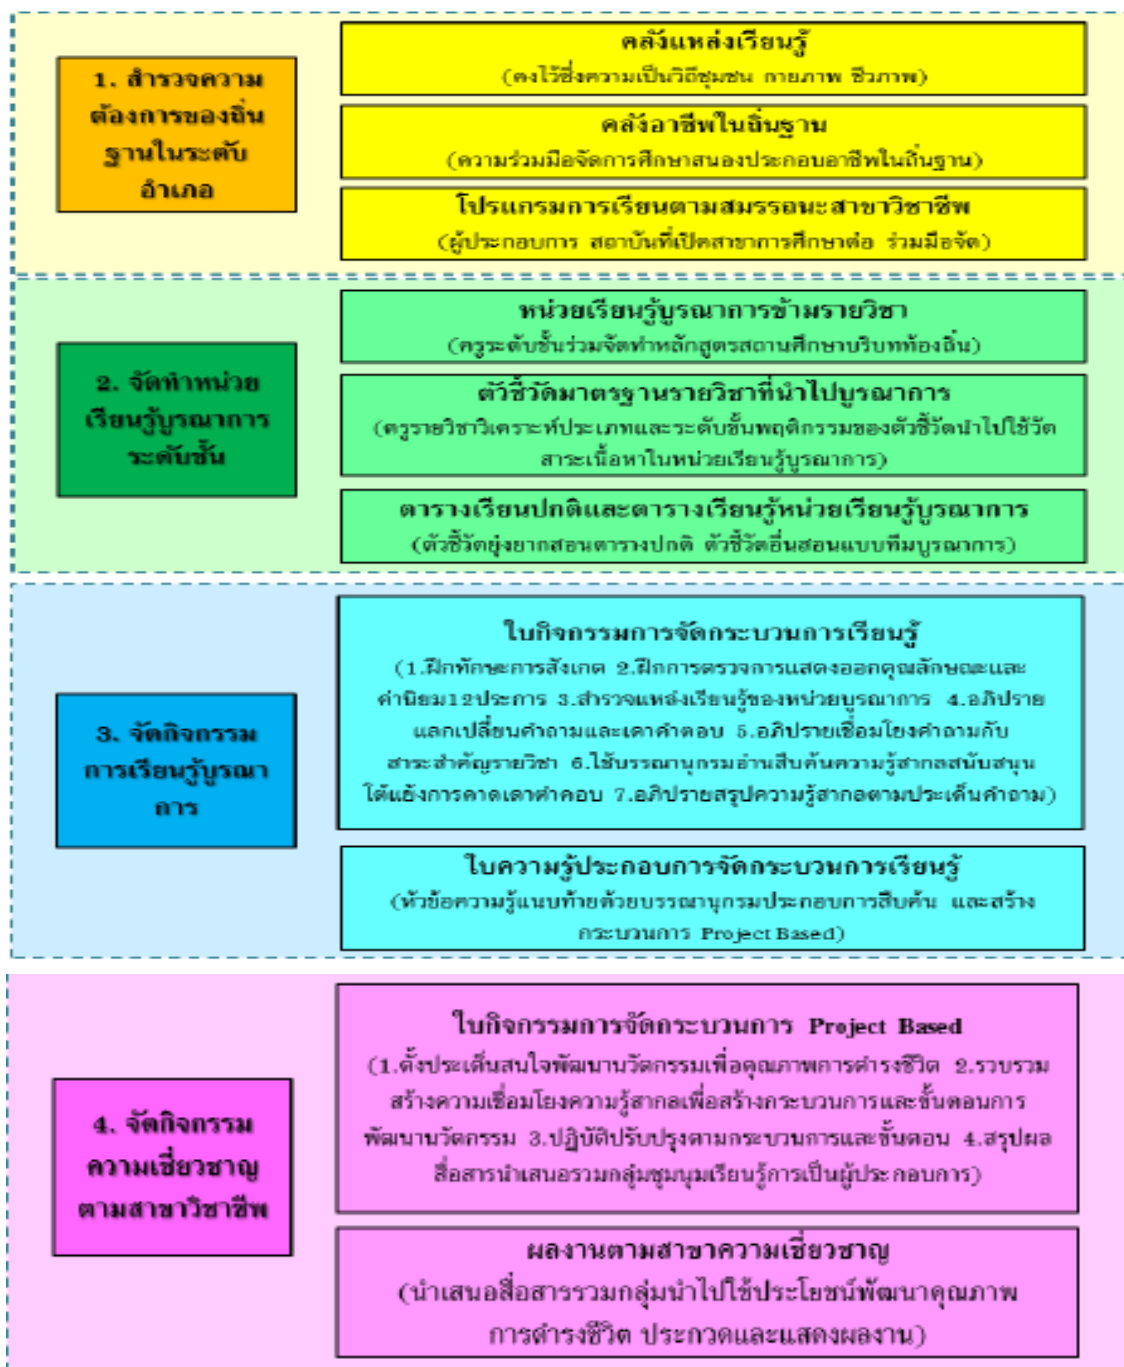 1. สำรวจความ
ต้องการของถิ่น
ฐานในระดับ
อำเภอ
คลังแหล่งเรียนรู้
(คงไว้ซึ่งความเป็นวิถีชุมชน กายภาพ ชีวภาพ)
คลังอาชีพในถิ่นฐาน
(ความร่วมมือจัดการศึกษาสนองประกอบอาชีพในถิ่นฐาน)
โปรแกรมการเรียนตามสมรรถนะสาขาวิชาชีพ
(ผู้ประกอบการ สถาบันที่เปิดสาขาการศึกษาต่อ ร่วมมือจัด)
2. จัดทำหน่วย
เรียนรู้บูรณาการ
ระดับชั้น
หน่วยเรียนรู้บูรณาการข้ามรายวิชา
(ครูระดับชั้นร่วมจัดทำหลักสูตรสถานศึกษาบริบทท้องถิ่น)
ตัวชี้วัดมาตรฐานรายวิชาที่นำไปบูรณาการ
(ครูรายวิชาวิเคราะห์ประเภทและระดับขั้นพฤติกรรมของตัวชี้วัดนำไปใช้วัด
สาระเนื้อหาในหน่วยเรียนรู้บูรณาการ)
ตารางเรียนปกติและตารางเรียนรู้หน่วยเรียนรู้บูรณาการ
(ตัวชี้วัดยุ่งยากสอนตารางปกติ ตัวชี้วัดอื่นสอนแบบทีมบูรณาการ)
3. จัดกิจกรรม
การเรียนรู้บูรณา
การ
ใบกิจกรรมการจัดกระบวนการเรียนรู้
(1.ฝึกทักษะการสังเกต 2.ฝึกการตรวจการแสดงออกคุณลักษณะและ
ค่านิยม12ประการ 3.สำรวจแหล่งเรียนรู้ของหน่วยบูรณาการ 4.อภิปราย
แลกเปลี่ยนคำถามและเดาคำตอบ 5.อภิปรายเชื่อมโยงคำถามกับ
สาระสำคัญรายวิชา 6.ใช้บรรณานุกรมอ่านสืบค้นความรู้สากลสนับสนุน
โต้แย้งการคาดเดาคำตอบ 7.อภิปรายสรุปความรู้สากลตามประเด็นคำถาม)
ใบความรู้ประกอบการจัดกระบวนการเรียนรู้
(หัวข้อความรู้แนบท้ายด้วยบรรณานุกรมประกอบการสืบค้น และสร้าง
กระบวนการ Project Based)
4. จัดกิจกรรม
ความเชี่ยวชาญ
ตามสาขาวิชาชีพ
ใบกิจกรรมการจัดกระบวนการ Project Based
(1.ตั้งประเด็นสนใจพัฒนานวัตกรรมเพื่อคุณภาพการดำรงชีวิต 2.รวบรวม
สร้างความเชื่อมโยงความรู้สากลเพื่อสร้างกระบวนการและขั้นตอนการ
พัฒนานวัตกรรม 3.ปฏิบัติปรับปรุงตามกระบวนการและขั้นตอน 4.สรุปผล
สื่อสารนำเสนอรวมกลุ่มชุมนุมเรียนรู้การเป็นผู้ประกอบการ)
ผลงานตามสาขาความเชี่ยวชาญ
(นำเสนอสื่อสารรวมกลุ่มนำไปใช้ประโยชน์พัฒนาคุณภาพ
การดำรงชีวิต ประกวดและแสดงผลงาน)